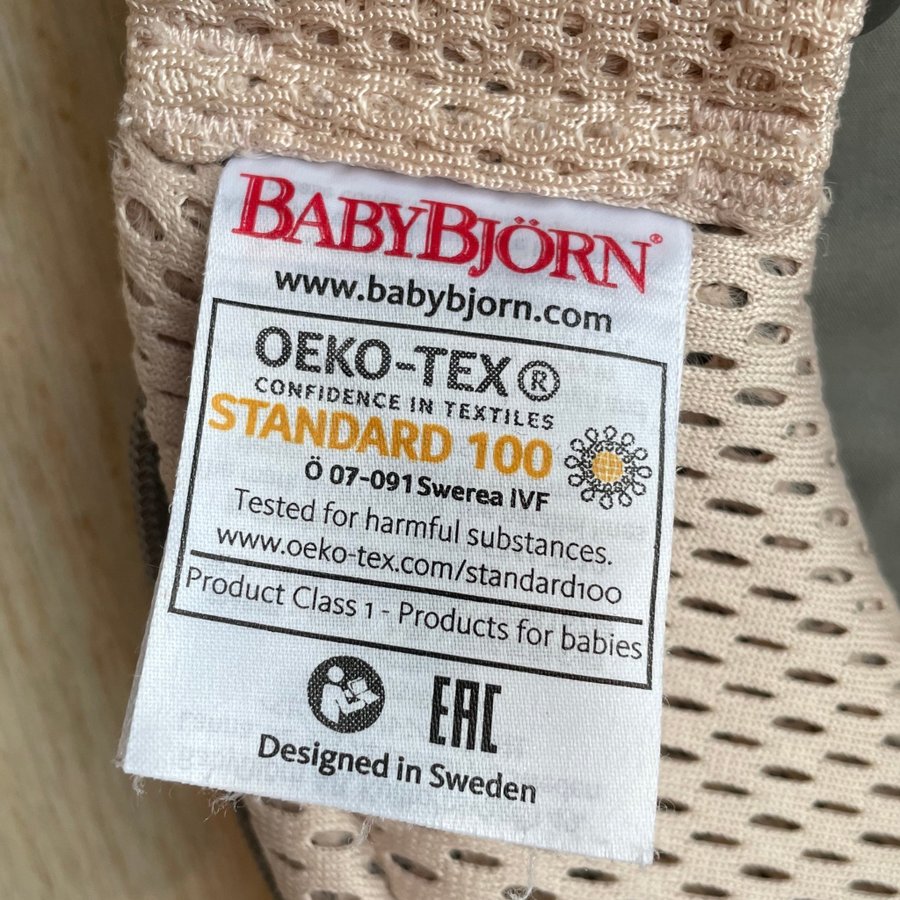 BABYBJÖRN®
www.babybjorn.com
OEKO-TEX®
CONFIDENCE IN TEXTILES
STANDARD 100
Ö 07-091 Swerea IVF
Tested for harmful substances.
www.oeko-tex.com/standard100
Product Class 1 - Products for babies
EAC
Designed in Sweden